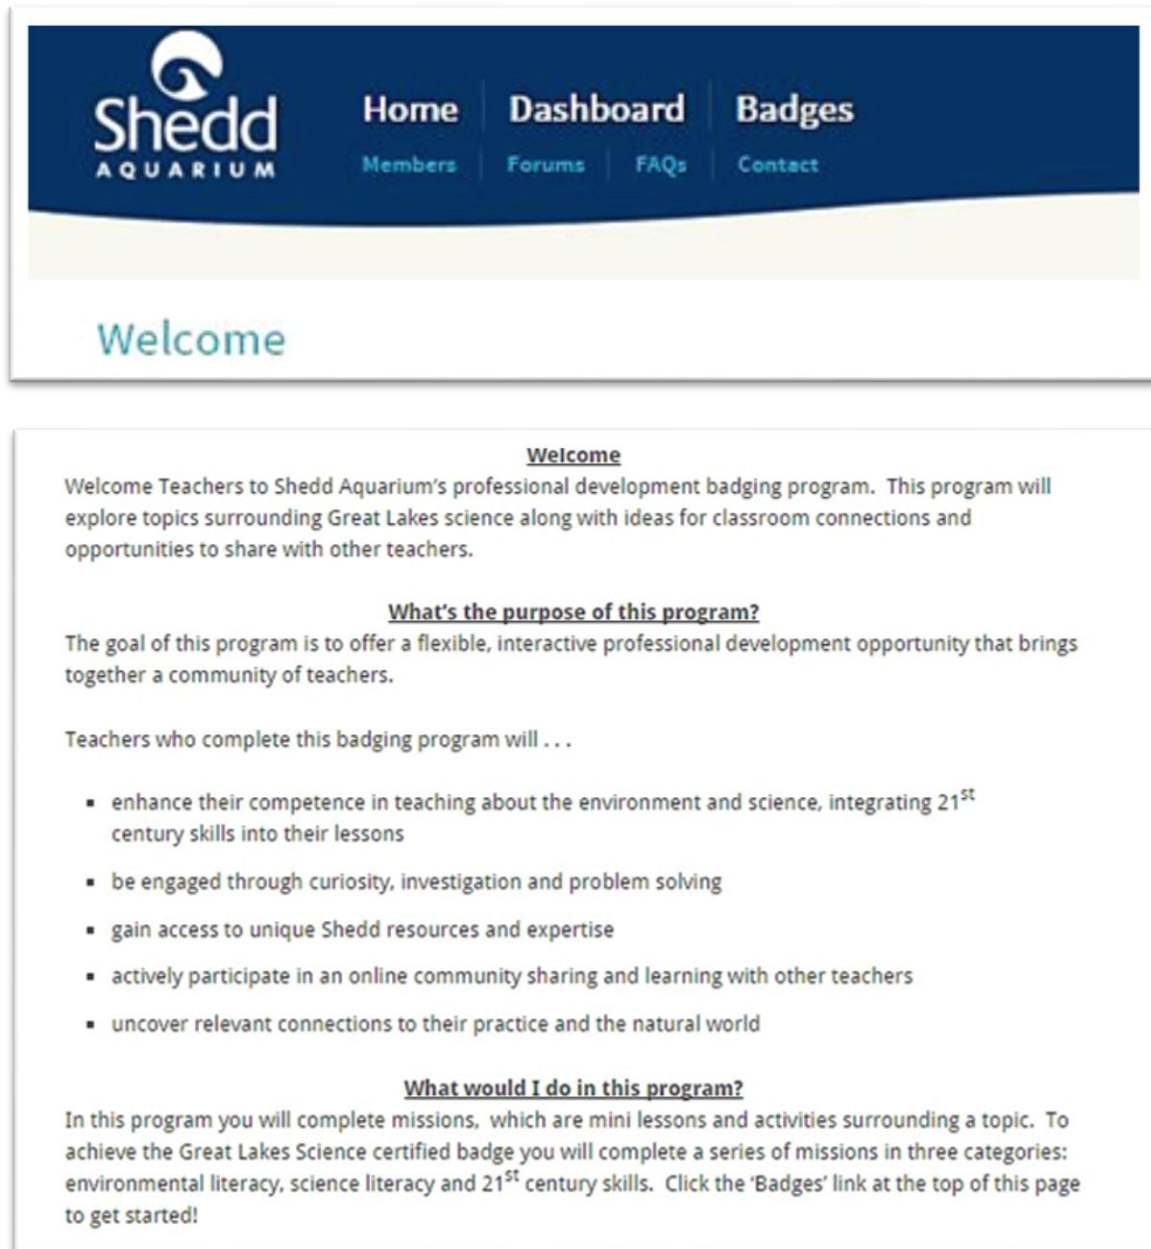 Shedd
AQUARIUM
Home Dashboard Badges
Members Forums FAQs Contact
Welcome
Welcome
Welcome Teachers to Shedd Aquarium's professional development badging program. This program will
explore topics surrounding Great Lakes science along with ideas for classroom connections and
opportunities to share with other teachers.
What's the purpose of this program?
The goal of this program is to offer a flexible, interactive professional development opportunity that brings
together a community of teachers.
Teachers who complete this badging program will . . .
▪ enhance their competence in teaching about the environment and science, integrating 21st
century skills into their lessons
▪ be engaged through curiosity, investigation and problem solving
▪ gain access to unique Shedd resources and expertise
▪ actively participate in an online community sharing and learning with other teachers
▪ uncover relevant connections to their practice and the natural world
What would I do in this program?
In this program you will complete missions, which are mini lessons and activities surrounding a topic. To
achieve the Great Lakes Science certified badge you will complete a series of missions in three categories:
environmental literacy, science literacy and 21st century skills. Click the 'Badges' link at the top of this page
to get started!